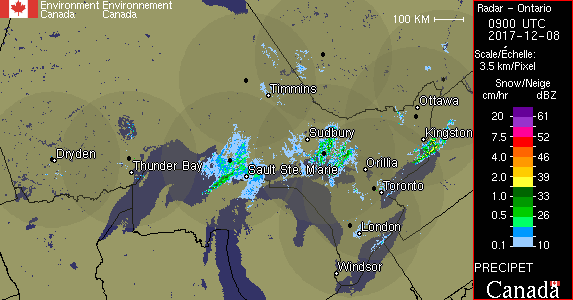 Environment Environnement
Canada Canada
100 KM
Radar - Ontario
0900 UTC
2017-12-08
Scale/Échelle:
3.5 km/Pixel
Snow/Neige
cm/hr dBZ
20 61
7.5 52
4.0 46
2.0 39
1.0 33
0.5 26
0.1 10
PRECIPET
Canada
Timmins
Ottawa
Sudbury
Kingston
Dryden
Thunder Bay
Sault Ste. Marie
Orillia
Toronto
London
Windsor